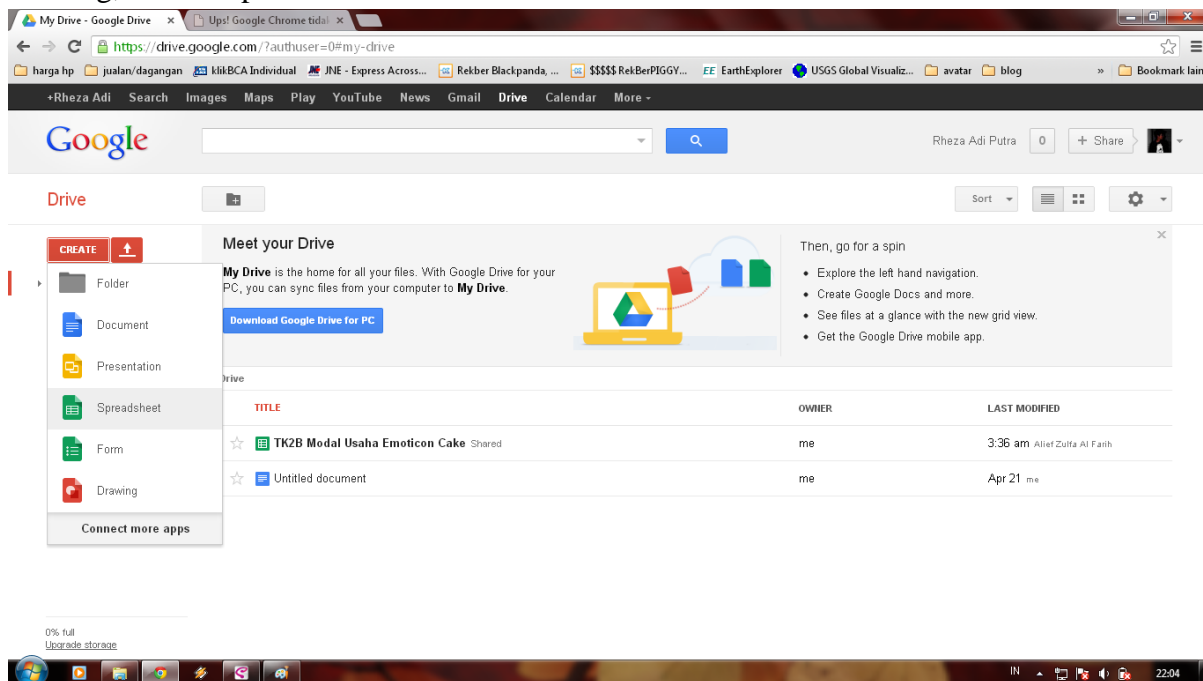 My Drive - Google Drive
Ups! Google Chrome tidak
https://drive.google.com/?authuser=0#my-drive
harga hp jualan/dagangan klikBCA Individual JNE - Express Across... Rekber Blackpanda, ... $$$$$ RekBerPIGGY... EE EarthExplorer USGS Global Visualiz... avatar blog » Bookmark lain
+Rheza Adi Search Images Maps Play YouTube News Gmail Drive Calendar More
Google
Rheza Adi Putra 0 + Share
Drive
Sort
CREATE
Folder
Document
Presentation
Spreadsheet
Form
Drawing
Connect more apps
Meet your Drive
My Drive is the home for all your files. With Google Drive for your
PC, you can sync files from your computer to My Drive.
Download Google Drive for PC
Then, go for a spin
Explore the left hand navigation.
Create Google Docs and more.
See files at a glance with the new grid view.
Get the Google Drive mobile app.
Drive
TITLE OWNER LAST MODIFIED
TK2B Modal Usaha Emoticon Cake Shared me 3:36 am Alief Zulfa Al Farih
Untitled document me Apr 21 me
0% full
Upgrade storage
IN 22:04